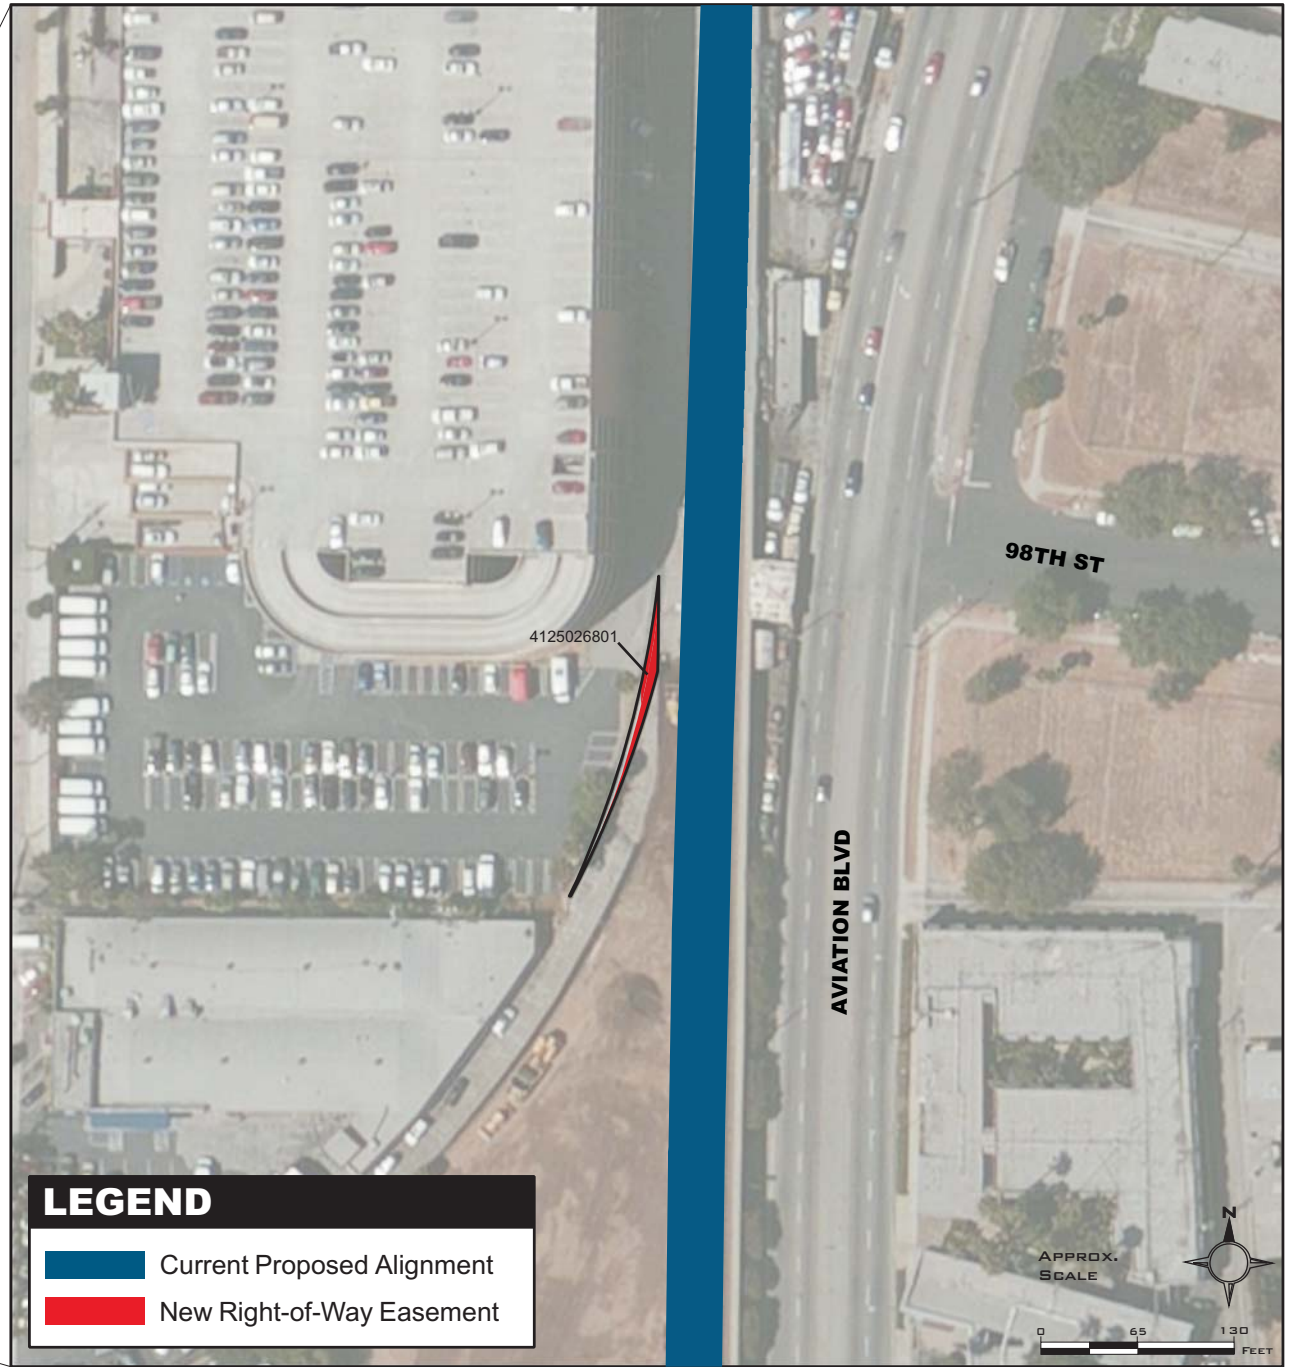 98TH ST
4125026801
AVIATION BLVD
LEGEND
Current Proposed Alignment
New Right-of-Way Easement
N
APPROX.
SCALE
0 65 130
FEET